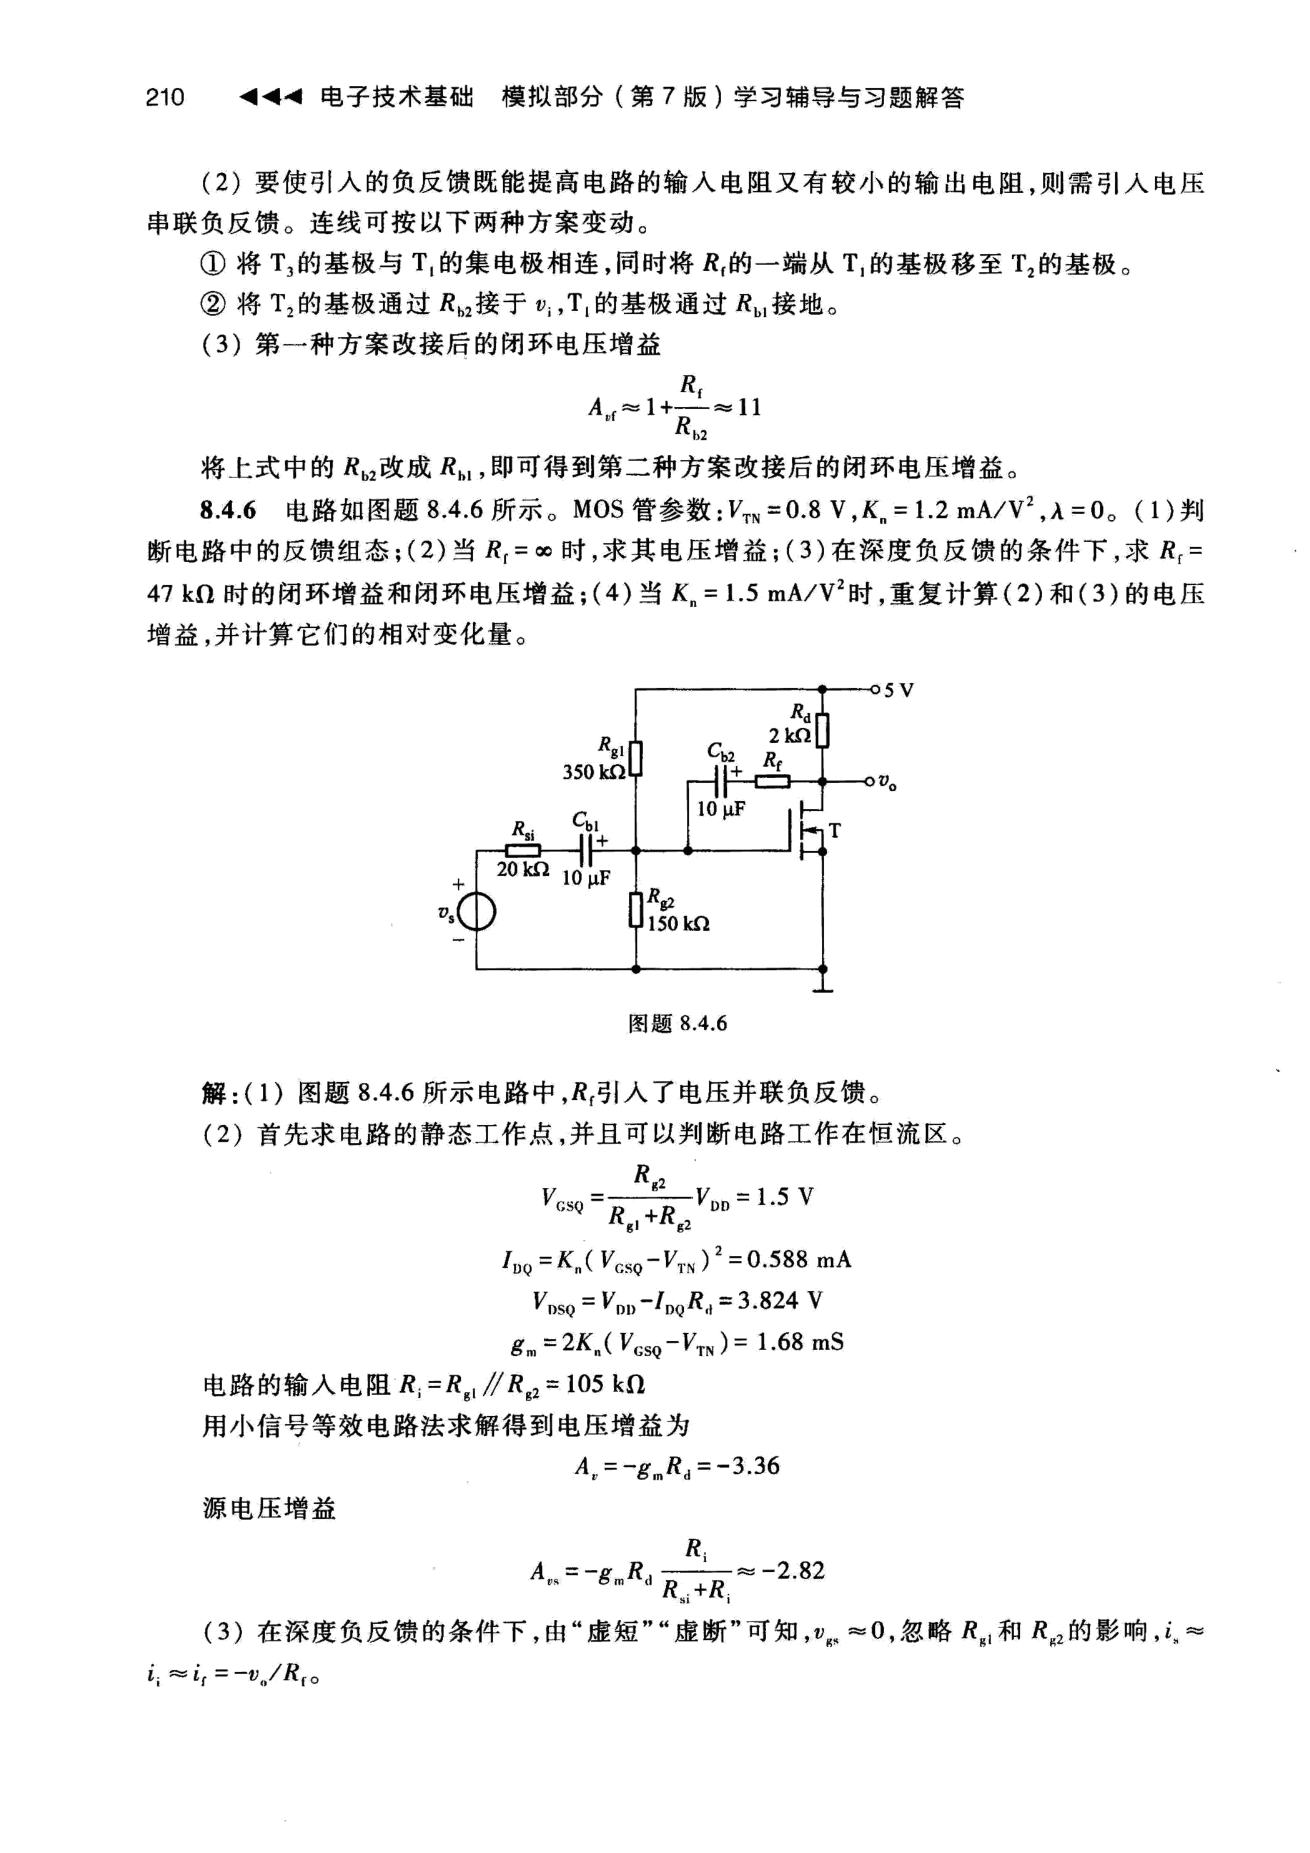 210 ◀◀◀ 电子技术基础 模拟部分(第7版)学习辅导与习题解答
(2) 要使引入的负反馈既能提高电路的输入电阻又有较小的输出电阻,则需引入电压
串联负反馈。连线可按以下两种方案变动。
① 将 T₃的基极与 T₁的集电极相连,同时将 R_f的一端从 T₁的基极移至 T₂的基极。
② 将 T₂的基极通过 R_b2接于 v_i,T₁的基极通过 R_b1接地。
(3) 第一种方案改接后的闭环电压增益
A_vf≈1+R_f/R_b2≈11
将上式中的 R_b2改成 R_b1,即可得到第二种方案改接后的闭环电压增益。
8.4.6 电路如图题 8.4.6 所示。MOS 管参数:V_TN=0.8 V,K_n=1.2 mA/V²,λ=0。(1)判
断电路中的反馈组态;(2)当 R_f=∞ 时,求其电压增益;(3)在深度负反馈的条件下,求 R_f=
47 kΩ 时的闭环增益和闭环电压增益;(4)当 K_n=1.5 mA/V²时,重复计算(2)和(3)的电压
增益,并计算它们的相对变化量。
5 V
R_d
2 kΩ
R_g1
350 kΩ
C_b2
+
R_f
10 μF
v_o
R_si
20 kΩ
C_b1
+
10 μF
T
+
v_s
−
R_g2
150 kΩ
图题 8.4.6
解:(1) 图题 8.4.6 所示电路中,R_f引入了电压并联负反馈。
(2) 首先求电路的静态工作点,并且可以判断电路工作在恒流区。
V_GSQ=R_g2/(R_g1+R_g2)V_DD=1.5 V
I_DQ=K_n(V_GSQ−V_TN)²=0.588 mA
V_DSQ=V_DD−I_DQR_d=3.824 V
g_m=2K_n(V_GSQ−V_TN)=1.68 mS
电路的输入电阻 R_i=R_g1∥R_g2=105 kΩ
用小信号等效电路法求解得到电压增益为
A_v=−g_mR_d=−3.36
源电压增益
A_vs=−g_mR_d R_i/(R_si+R_i)≈−2.82
(3) 在深度负反馈的条件下,由“虚短”“虚断”可知,v_gs≈0,忽略 R_g1和 R_g2的影响,i_s≈
i_i≈i_f=−v_o/R_f。